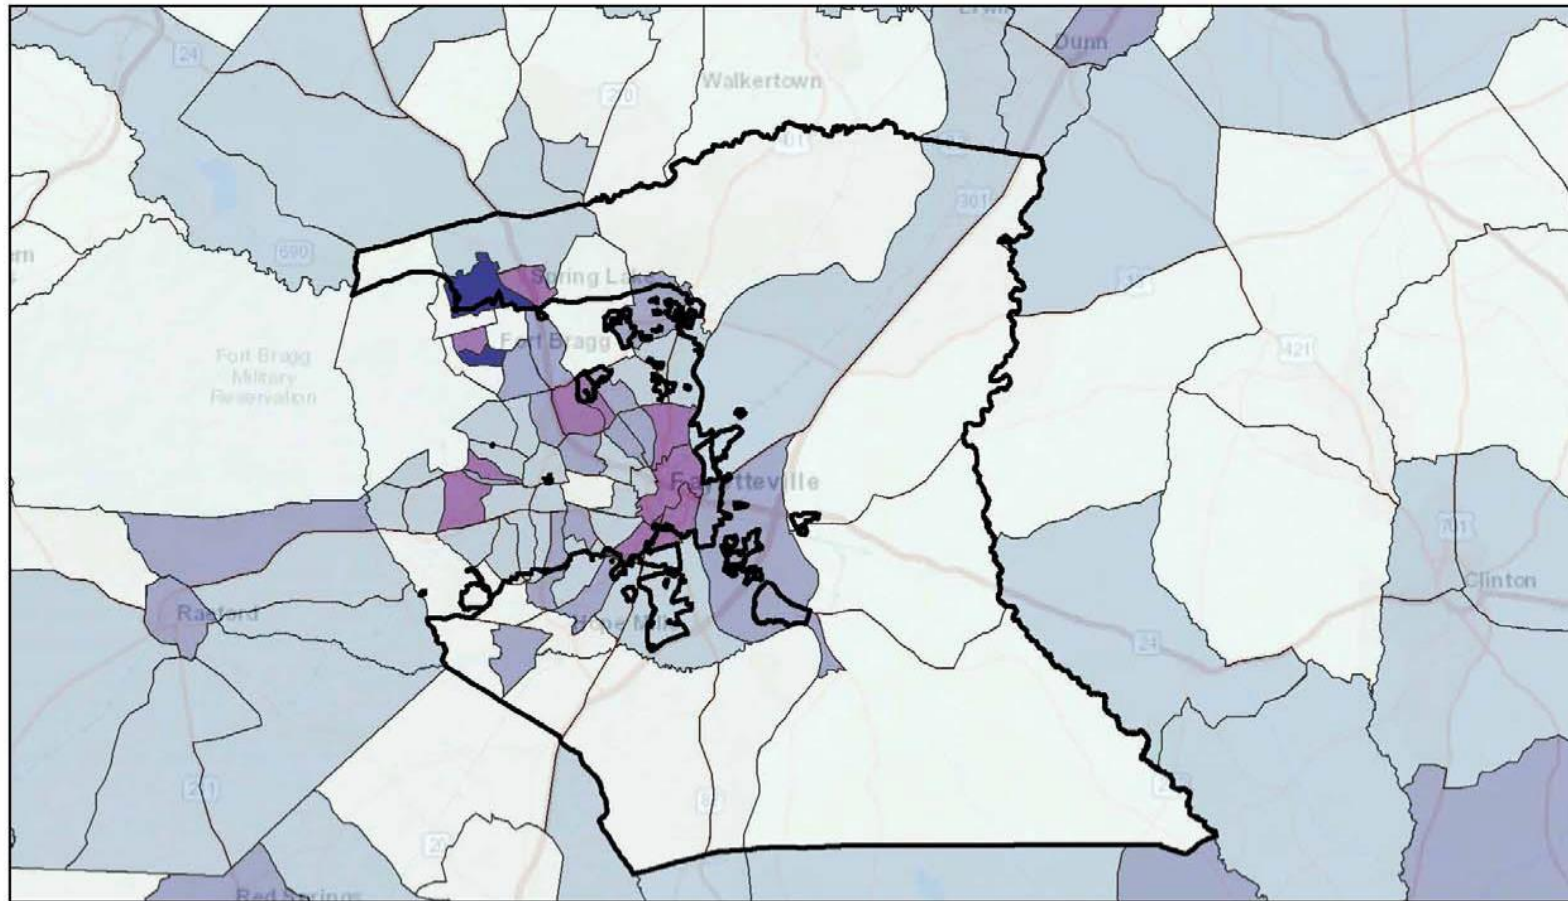 Dunn
24
Walkertown
210
401
301
690
Spring Lake
Fort Bragg
Fort Bragg
Military
Reservation
421
Fayetteville
701
Clinton
Raeford
24
Red Springs